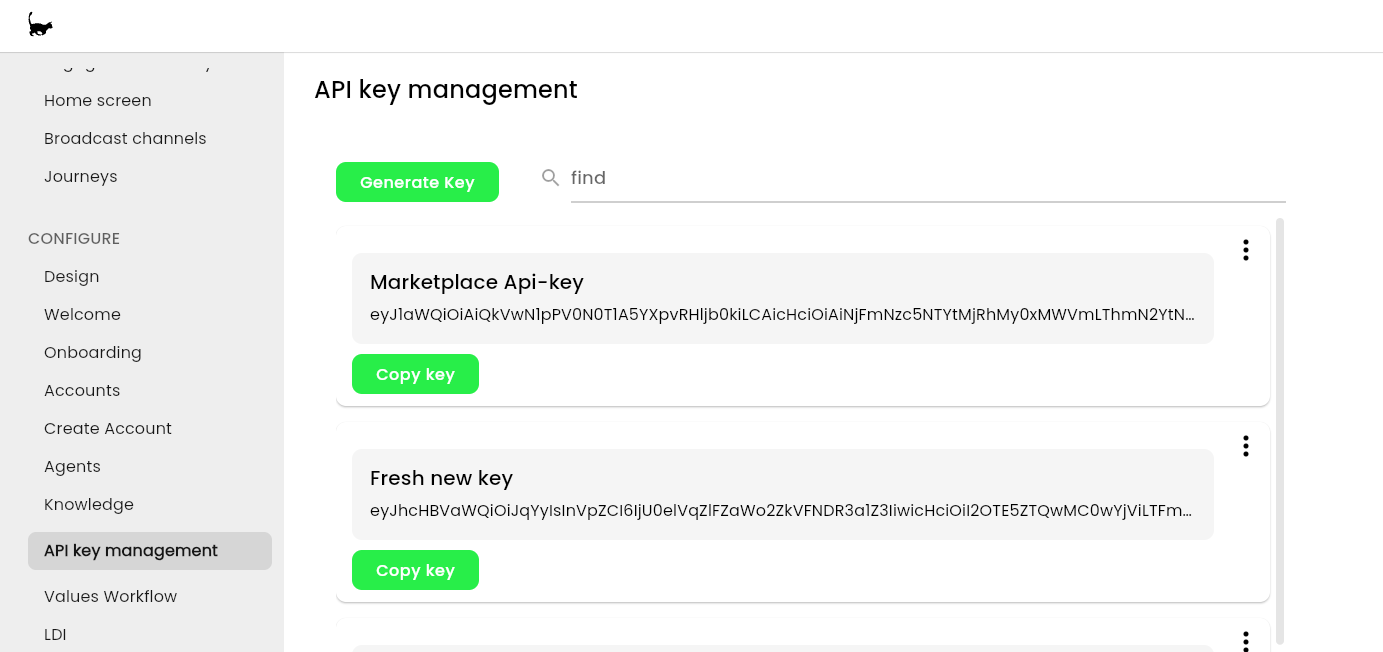 Home screen
Broadcast channels
Journeys
CONFIGURE
Design
Welcome
Onboarding
Accounts
Create Account
Agents
Knowledge
API key management
Values Workflow
LDI
API key management
Generate Key
find
Marketplace Api-key
eyJ1aWQiOiAiQkVwN1pPV0N0T1A5YXpvRHljb0kiLCAicHciOiAiNjFmNzc5NTYtMjRhMy0xMWVmLThmN2YtN...
Copy key
Fresh new key
eyJhcHBVaWQiOiJqYyIsInVpZCI6IjU0elVqZlFZaWo2ZkVFNDR3a1Z3IiwicHciOiI2OTE5ZTQwMC0wYjViLTFm...
Copy key